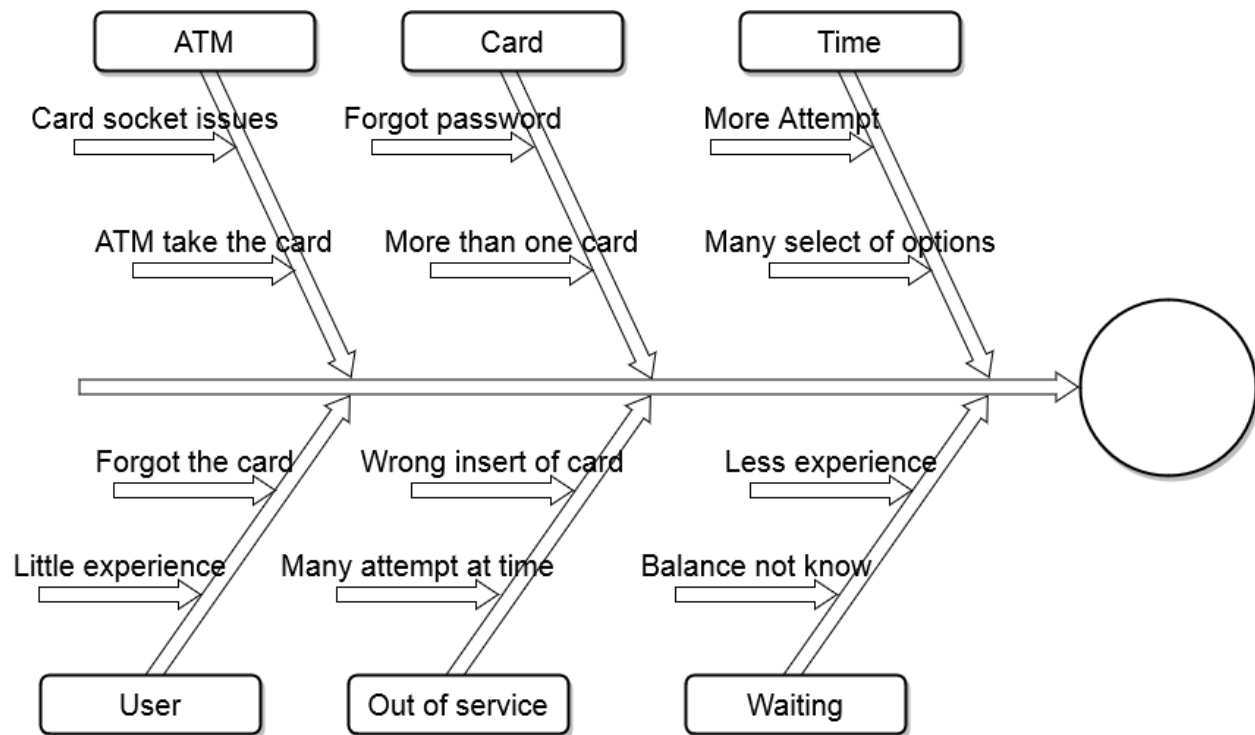 ATM
Card
Time
Card socket issues
Forgot password
More Attempt
ATM take the card
More than one card
Many select of options
Forgot the card
Wrong insert of card
Less experience
Little experience
Many attempt at time
Balance not know
User
Out of service
Waiting